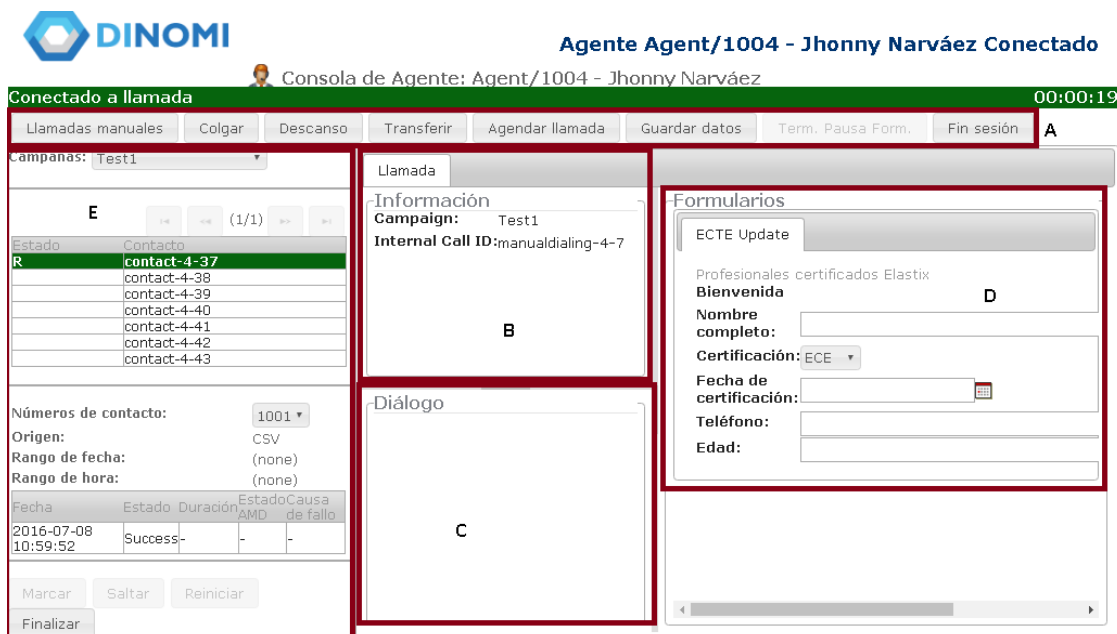 DINOMI
Agente Agent/1004 - Jhonny Narváez Conectado
Consola de Agente: Agent/1004 - Jhonny Narváez
Conectado a llamada 00:00:19
Llamadas manuales Colgar Descanso Transferir Agendar llamada Guardar datos Term. Pausa Form. Fin sesión A
Campañas: Test1
E
(1/1)
Estado Contacto
R contact-4-37
contact-4-38
contact-4-39
contact-4-40
contact-4-41
contact-4-42
contact-4-43
Números de contacto: 1001
Origen: CSV
Rango de fecha: (none)
Rango de hora: (none)
Fecha Estado Duración Estado AMD Causa de fallo
2016-07-08 10:59:52 Success - - -
Marcar Saltar Reiniciar
Finalizar
Llamada
Información
Campaign: Test1
Internal Call ID: manualdialing-4-7
B
Diálogo
C
Formularios
ECTE Update
Profesionales certificados Elastix
Bienvenida
D
Nombre
completo:
Certificación: ECE
Fecha de
certificación:
Teléfono:
Edad: